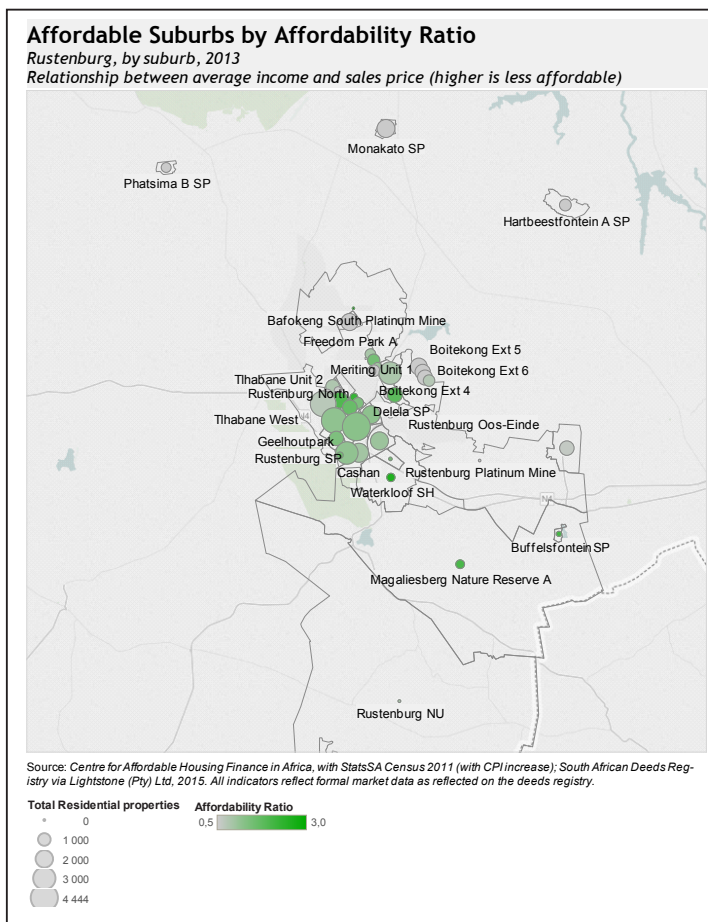 Affordable Suburbs by Affordability Ratio
Rustenburg, by suburb, 2013
Relationship between average income and sales price (higher is less affordable)
Monakato SP
Phatsima B SP
Hartbeestfontein A SP
Bafokeng South Platinum Mine
Freedom Park A
Boitekong Ext 5
Meriting Unit 1
Boitekong Ext 6
Tlhabane Unit 2
Rustenburg North
Boitekong Ext 4
Delela SP
N4
Tlhabane West
Rustenburg Oos-Einde
Geelhoutpark
Rustenburg SP
Cashan
Rustenburg Platinum Mine
Waterkloof SH
N4
Buffelsfontein SP
Magaliesberg Nature Reserve A
Rustenburg NU
Source: Centre for Affordable Housing Finance in Africa, with StatsSA Census 2011 (with CPI increase); South African Deeds Reg-
istry via Lightstone (Pty) Ltd, 2015. All indicators reflect formal market data as reflected on the deeds registry.
Total Residential properties
0
1 000
2 000
3 000
4 444
Affordability Ratio
0,5 3,0